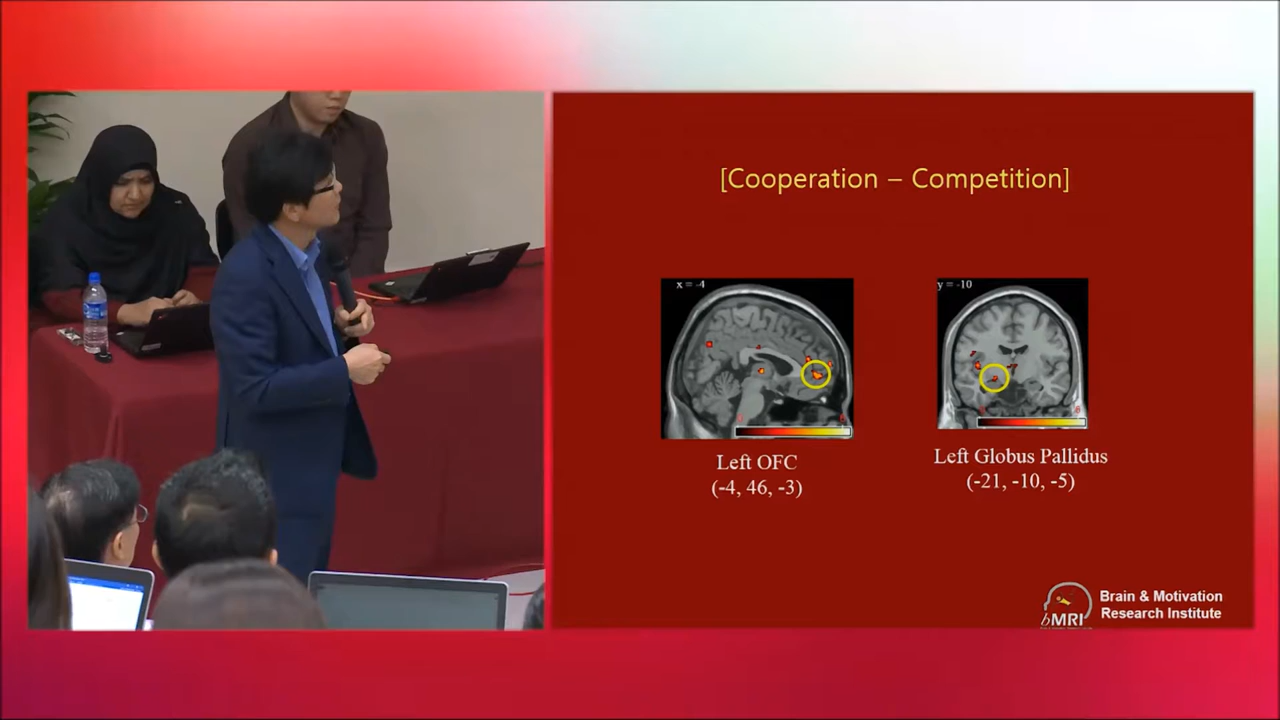 [Cooperation – Competition]
x = -4
y = -10
Left OFC
(-4, 46, -3)
Left Globus Pallidus
(-21, -10, -5)
bMRI
Brain & Motivation
Research Institute